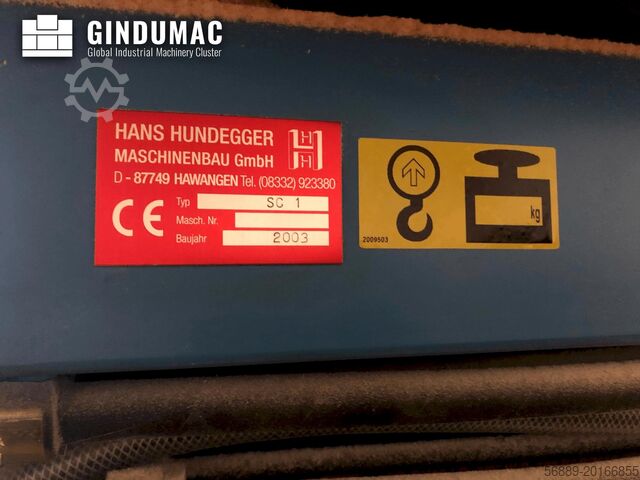 GINDUMAC
Global Industrial Machinery Cluster
HANS HUNDEGGER
MASCHINENBAU GmbH
D - 87749 HAWANGEN Tel. (08332) 923380
CE
Typ SC 1
Masch. Nr.
Baujahr 2003
kg
2009503
56889-20166855